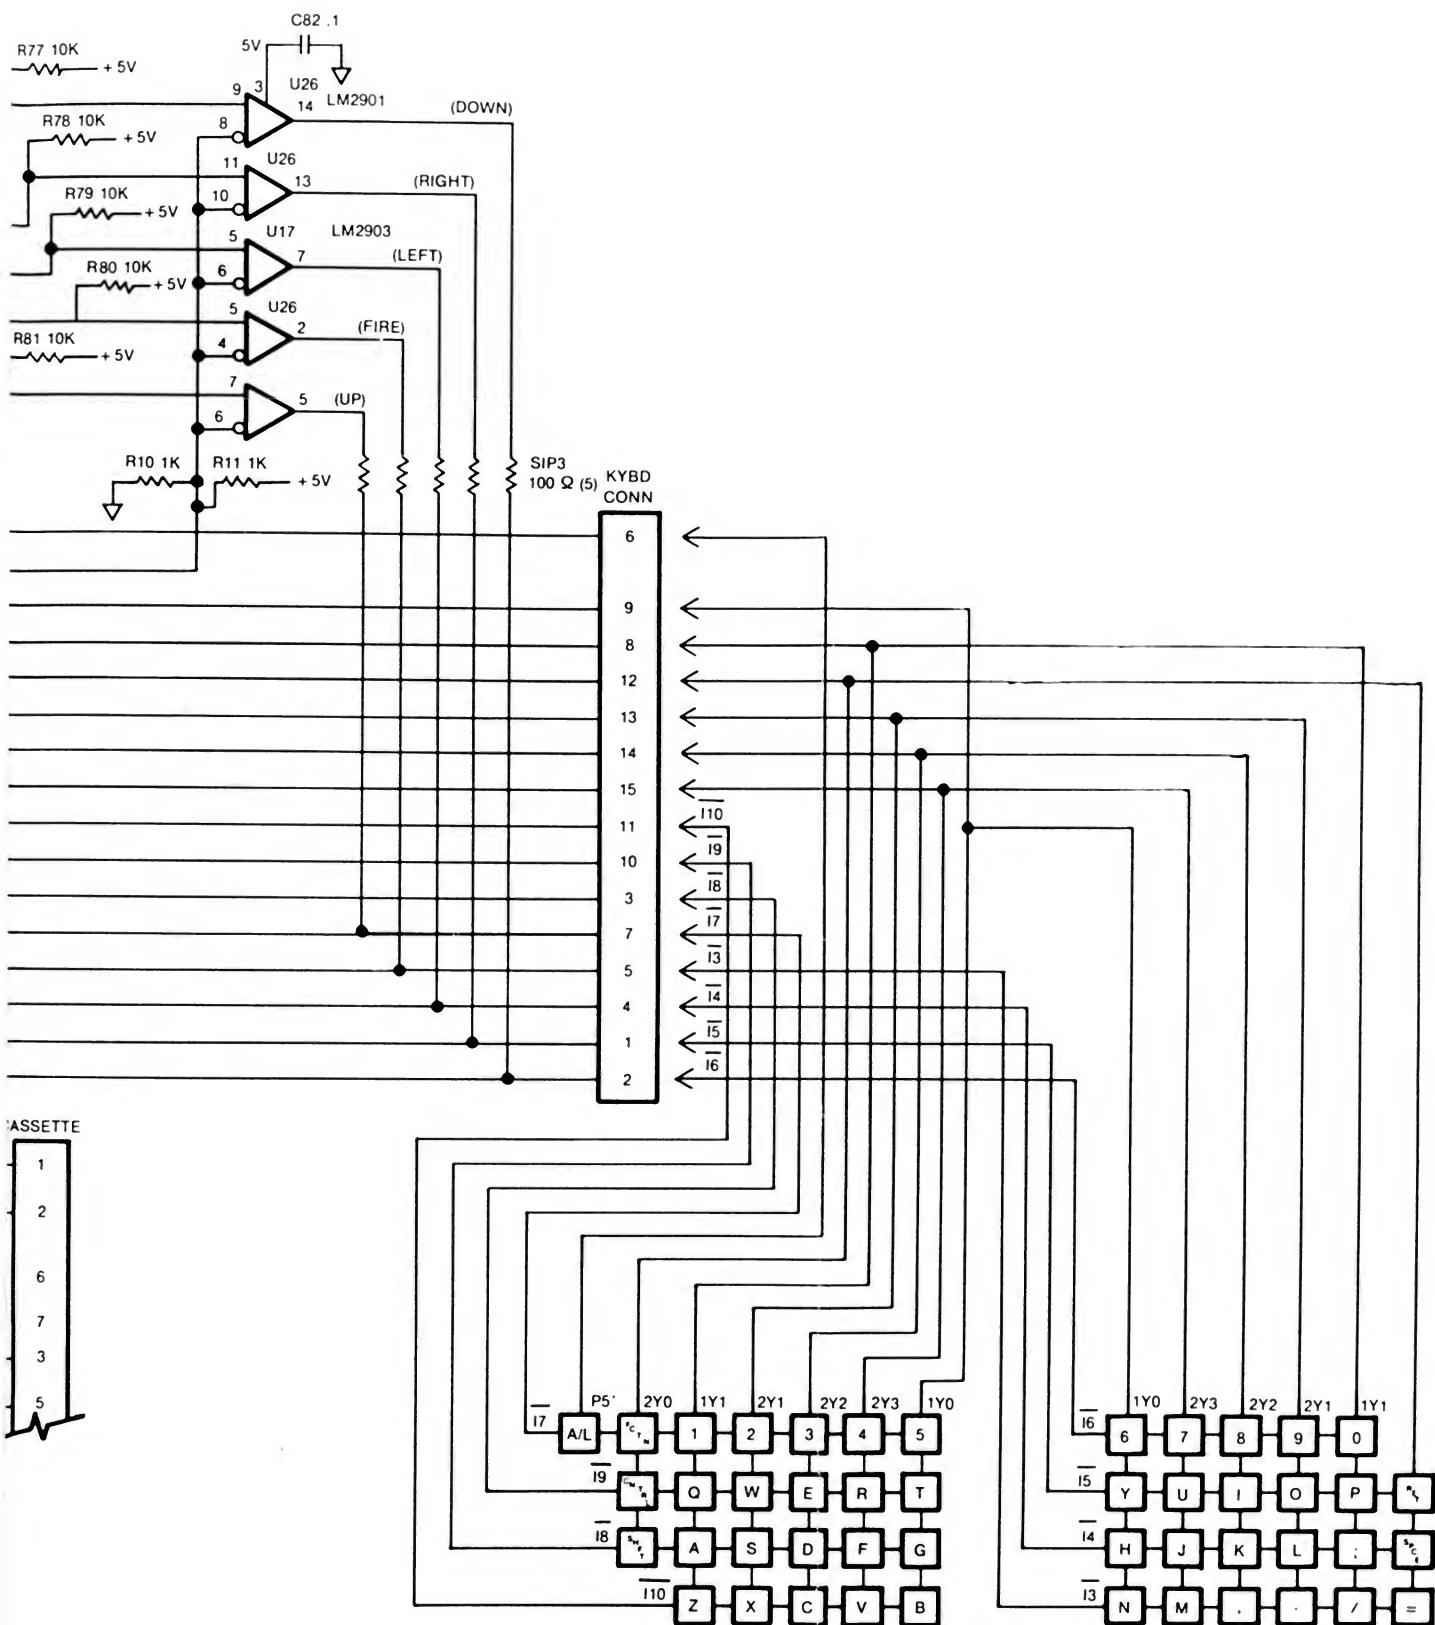 C82 .1
5V
R77 10K
+ 5V
9
3
U26
14
LM2901
(DOWN)
8
R78 10K
+ 5V
11
U26
13
(RIGHT)
10
R79 10K
+ 5V
5
U17
LM2903
7
(LEFT)
6
R80 10K
+ 5V
5
U26
2
(FIRE)
4
R81 10K
+ 5V
7
5
(UP)
6
R10 1K
R11 1K
+ 5V
SIP3
100 Ω (5)
KYBD
CONN
6
9
8
12
13
14
15
11
I10
10
I9
3
I8
7
I7
5
I3
4
I4
1
I5
2
I6
ASSETTE
1
2
6
7
3
5
P5'
2Y0
1Y1
2Y1
2Y2
2Y3
1Y0
I7
A/L
FCTN
1
2
3
4
5
I9
CNTRL
Q
W
E
R
T
I8
SHFT
A
S
D
F
G
I10
Z
X
C
V
B
1Y0
2Y3
2Y2
2Y1
1Y1
I6
6
7
8
9
0
I5
Y
U
I
O
P
RET
I4
H
J
K
L
;
SPCE
I3
N
M
,
.
/
=